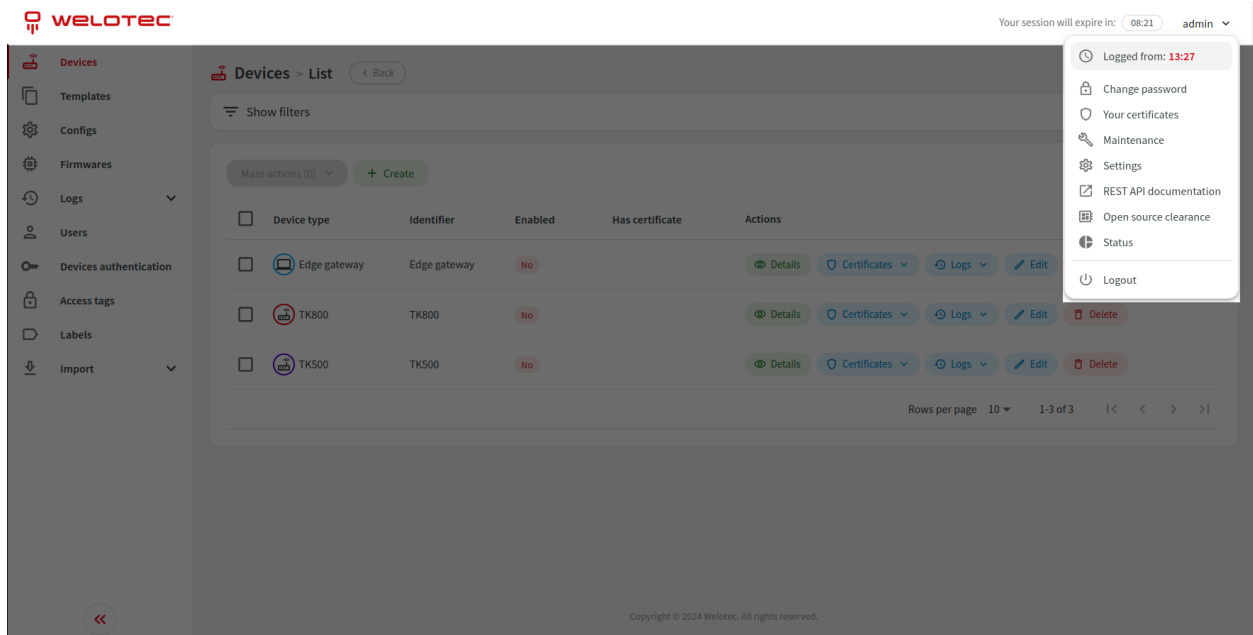 WELOTEC
Your session will expire in: 08:21 admin
Logged from: 13:27
Change password
Your certificates
Maintenance
Settings
REST API documentation
Open source clearance
Status
Logout
Devices
Templates
Configs
Firmwares
Logs
Users
Devices authentication
Access tags
Labels
Import
Devices > List < Back
Show filters
Mass actions (0) + Create
Device type Identifier Enabled Has certificate Actions
Edge gateway Edge gateway No Details Certificates Logs Edit
TK800 TK800 No Details Certificates Logs Edit Delete
TK500 TK500 No Details Certificates Logs Edit Delete
Rows per page 10 1-3 of 3
Copyright © 2024 Welotec. All rights reserved.